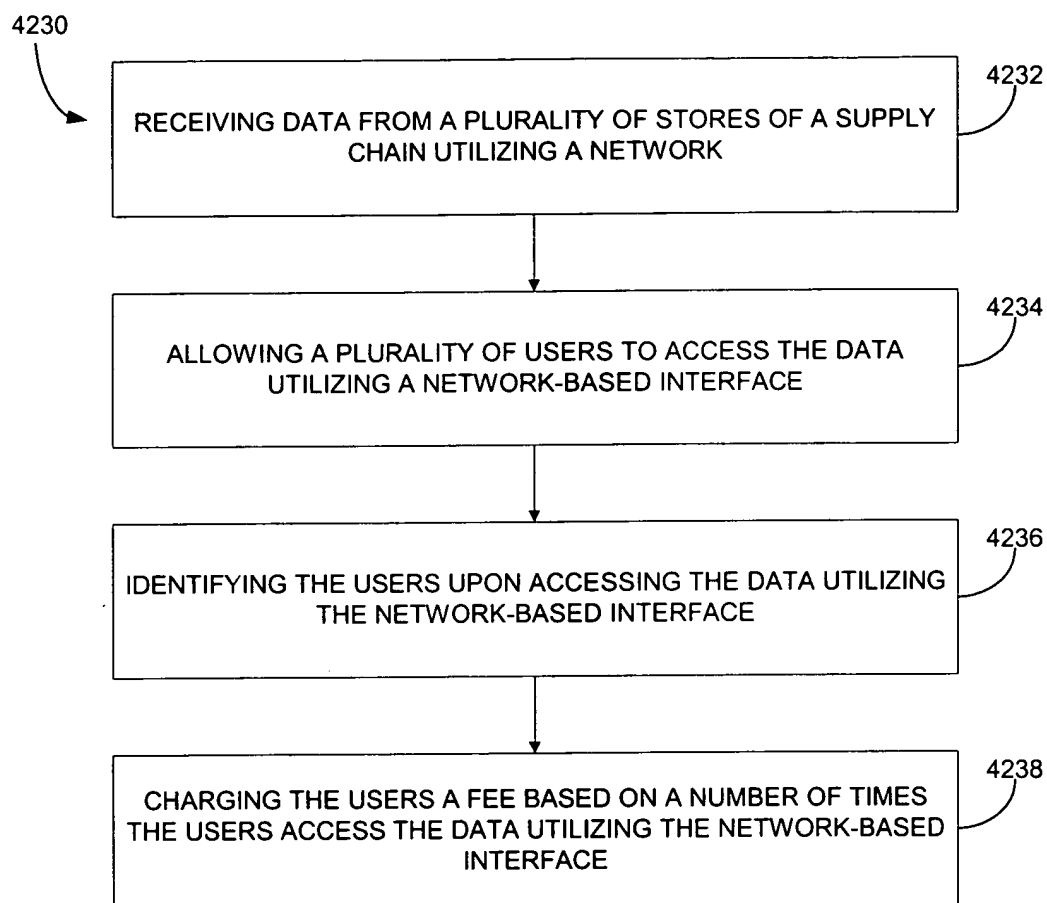 4230
4232
RECEIVING DATA FROM A PLURALITY OF STORES OF A SUPPLY
CHAIN UTILIZING A NETWORK
4234
ALLOWING A PLURALITY OF USERS TO ACCESS THE DATA
UTILIZING A NETWORK-BASED INTERFACE
4236
IDENTIFYING THE USERS UPON ACCESSING THE DATA UTILIZING
THE NETWORK-BASED INTERFACE
4238
CHARGING THE USERS A FEE BASED ON A NUMBER OF TIMES
THE USERS ACCESS THE DATA UTILIZING THE NETWORK-BASED
INTERFACE